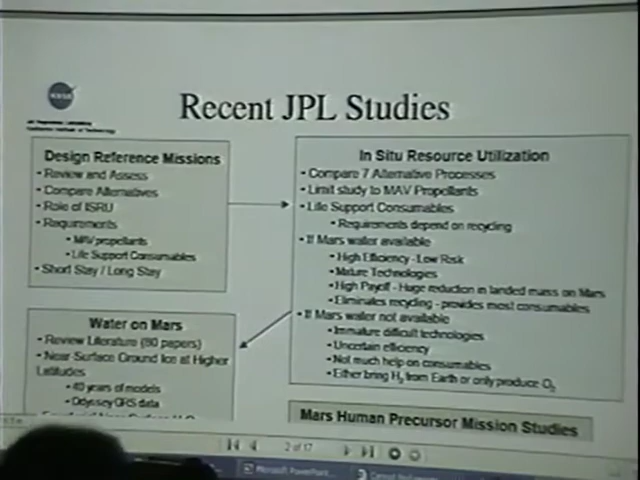 NASA
Recent JPL Studies
Design Reference Missions
• Review and Assess
• Compare Alternatives
• Role of ISRU
• Requirements
• MAV propellants
• Life Support Consumables
• Short Stay / Long Stay
Water on Mars
• Review Literature (80 papers)
• Near-Surface Ground Ice at Higher
Latitudes
• 40 years of models
• Odyssey GRS data
In Situ Resource Utilization
• Compare 7 Alternative Processes
• Limit study to MAV Propellants
• Life Support Consumables
• Requirements depend on recycling
• If Mars water available
• High Efficiency - Low Risk
• Mature Technologies
• High Payoff - Huge reduction in landed mass on Mars
• Eliminates recycling - provides most consumables
• If Mars water not available
• Immature difficult technologies
• Uncertain efficiency
• Not much help on consumables
• Either bring H₂ from Earth or only produce O₂
Mars Human Precursor Mission Studies
2 of 17
Microsoft PowerPoint